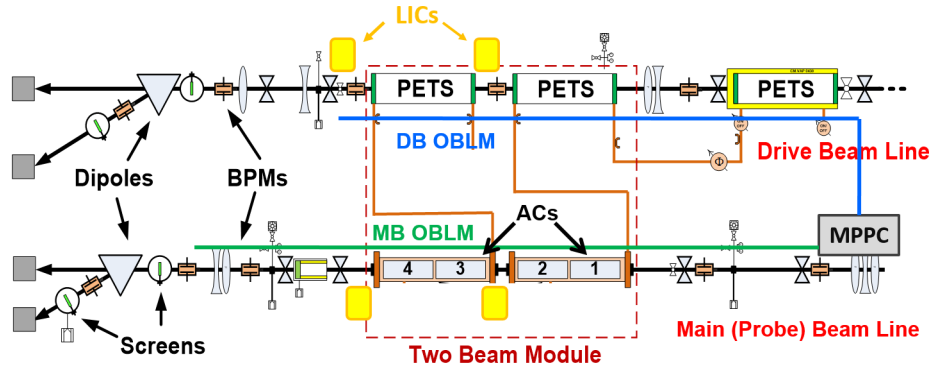 LICs
PETS
PETS
PETS
DB OBLM
Drive Beam Line
Φ
Dipoles
BPMs
ACs
MB OBLM
MPPC
4
3
2
1
Main (Probe) Beam Line
Screens
Two Beam Module